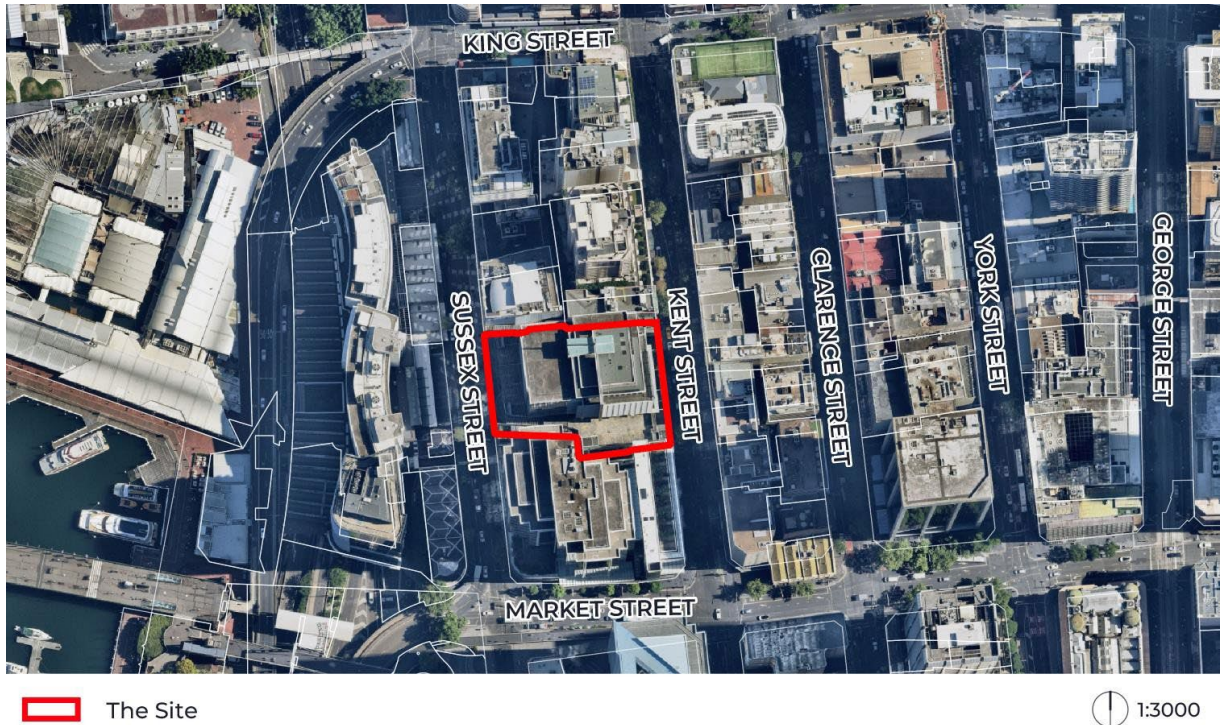 KING STREET
SUSSEX STREET
KENT STREET
CLARENCE STREET
YORK STREET
GEORGE STREET
MARKET STREET
The Site
1:3000